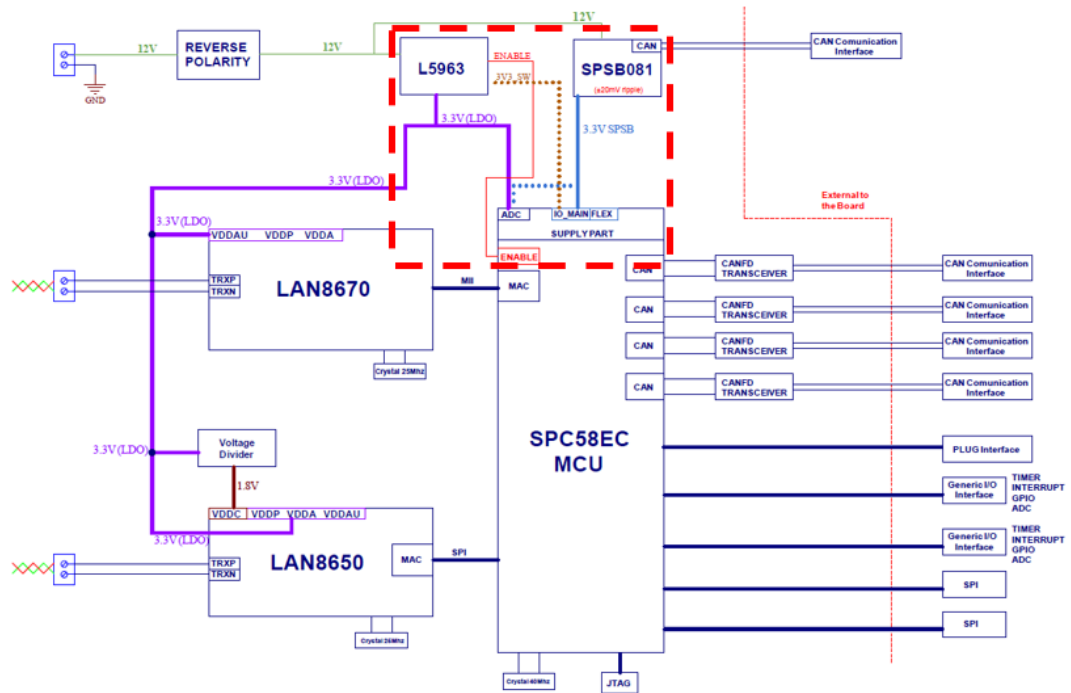 12V
REVERSE
POLARITY
12V
12V
GND
L5963
ENABLE
3V3_SW
3.3V(LDO)
CAN
SPSB081
(±20mV ripple)
3.3V SPSB
CAN Comunication
Interface
External to
the Board
3.3V(LDO)
3.3V(LDO)
ADC
IO_MAIN
FLEX
SUPPLY PART
ENABLE
VDDAU VDDP VDDA
TRXP
TRXN
LAN8670
MII
MAC
Crystal 25Mhz
CAN
CANFD
TRANSCEIVER
CAN Comunication
Interface
CAN
CANFD
TRANSCEIVER
CAN Comunication
Interface
CAN
CANFD
TRANSCEIVER
CAN Comunication
Interface
CAN
CANFD
TRANSCEIVER
CAN Comunication
Interface
SPC58EC
MCU
3.3V(LDO)
Voltage
Divider
1.8V
VDDC VDDP VDDA VDDAU
3.3V(LDO)
TRXP
TRXN
LAN8650
MAC
SPI
Crystal 25Mhz
PLUG Interface
Generic I/O
Interface
TIMER
INTERRUPT
GPIO
ADC
Generic I/O
Interface
TIMER
INTERRUPT
GPIO
ADC
SPI
SPI
Crystal 40Mhz
JTAG